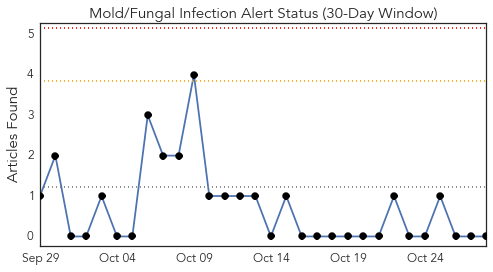 Mold/Fungal Infection Alert Status (30-Day Window)
Articles Found
5
4
3
2
1
0
Sep 29 Oct 04 Oct 09 Oct 14 Oct 19 Oct 24